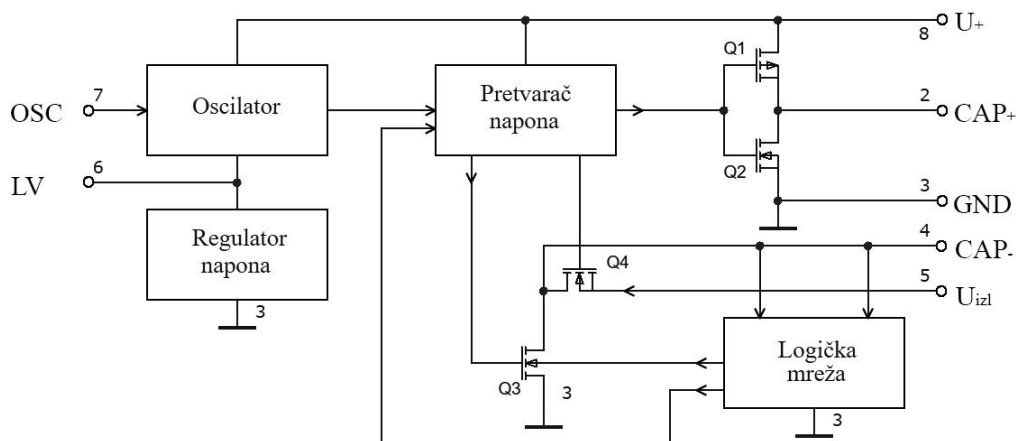 U+
8
Q1
7
OSC
Oscilator
Pretvarač
napona
2
CAP+
6
LV
Q2
3
GND
Regulator
napona
4
CAP-
Q4
5
Uizl
3
Logička
mreža
Q3
3
3